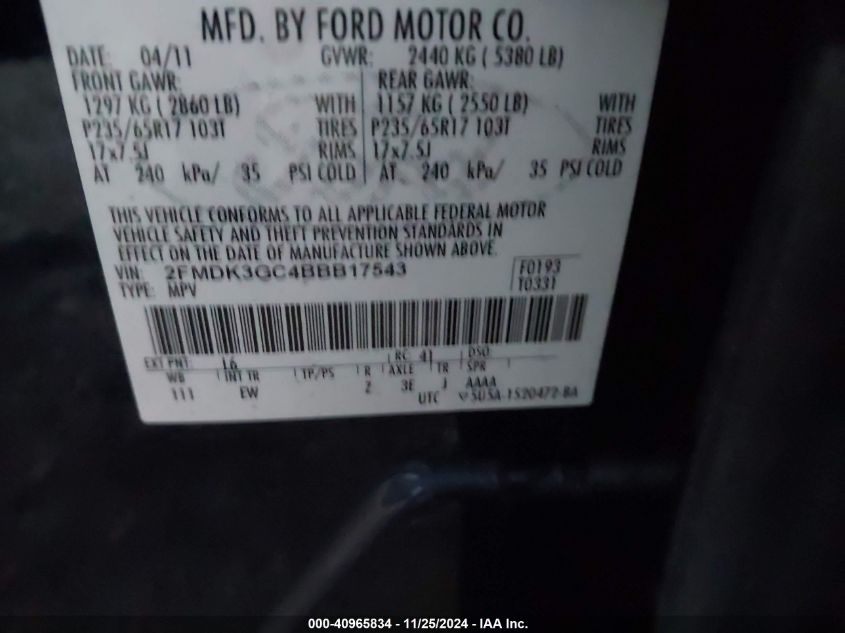 MFD. BY FORD MOTOR CO.
DATE: 04/11 GVWR: 2440 KG ( 5380 LB)
FRONT GAWR: REAR GAWR:
1297 KG ( 2860 LB) WITH 1157 KG ( 2550 LB) WITH
P235/65R17 103T TIRES P235/65R17 103T TIRES
17x7.5J RIMS 17x7.5J RIMS
AT 240 kPa/ 35 PSI COLD AT 240 kPa/ 35 PSI COLD
THIS VEHICLE CONFORMS TO ALL APPLICABLE FEDERAL MOTOR
VEHICLE SAFETY AND THEFT PREVENTION STANDARDS IN
EFFECT ON THE DATE OF MANUFACTURE SHOWN ABOVE.
VIN: 2FMDK3GC4BBB17543 F0193
TYPE: MPV T0331
EXT PNT: RC: 41 DSO:
WB INT TR TP/PS R AXLE TR SPR
111 EW 2 3E J AAAA
UTC 5U5A-1520472-BA
000-40965834 - 11/25/2024 - IAA Inc.